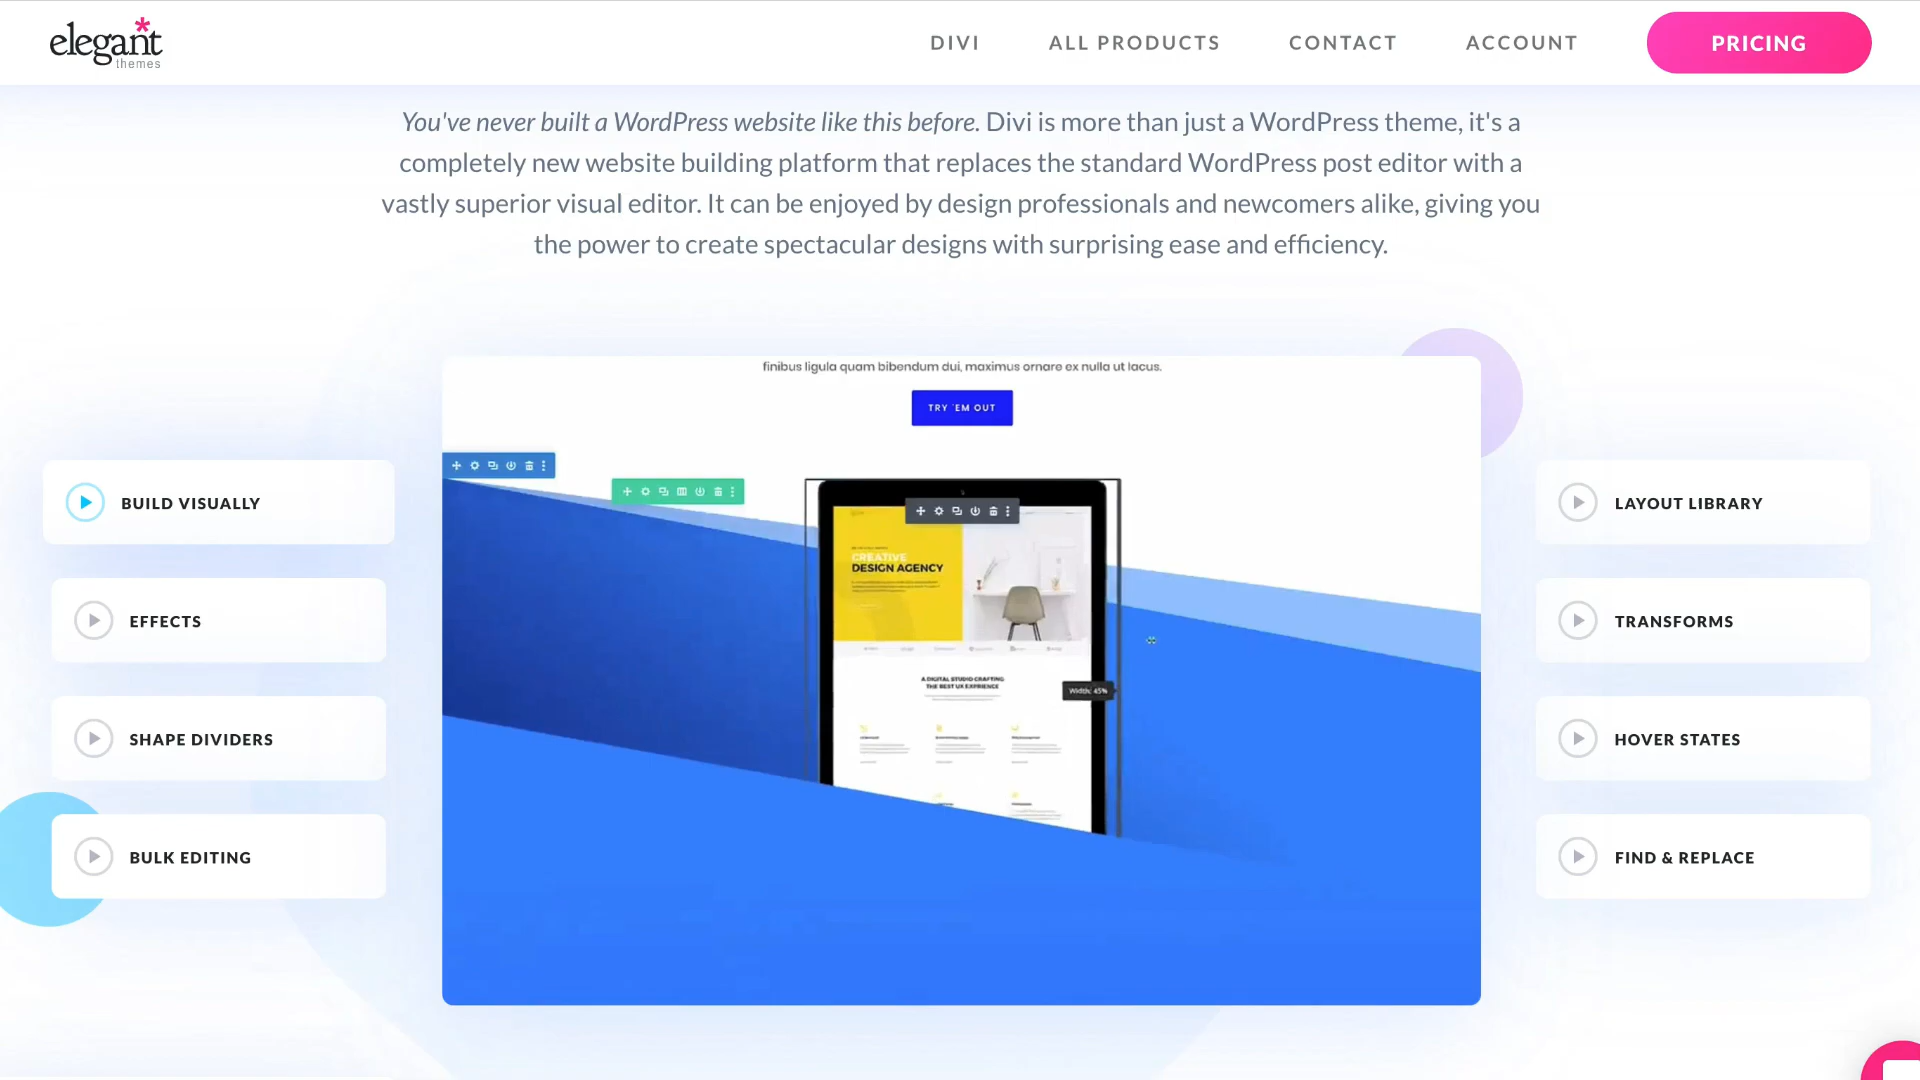 elegant
themes
DIVI
ALL PRODUCTS
CONTACT
ACCOUNT
PRICING
You've never built a WordPress website like this before. Divi is more than just a WordPress theme, it's a
completely new website building platform that replaces the standard WordPress post editor with a
vastly superior visual editor. It can be enjoyed by design professionals and newcomers alike, giving you
the power to create spectacular designs with surprising ease and efficiency.
finibus ligula quam bibendum dui, maximus ornare ex nulla ut lacus.
TRY 'EM OUT
BUILD VISUALLY
EFFECTS
SHAPE DIVIDERS
BULK EDITING
CREATIVE
DESIGN AGENCY
A DIGITAL STUDIO CRAFTING
THE BEST UX EXPRIENCE
Width: 45%
LAYOUT LIBRARY
TRANSFORMS
HOVER STATES
FIND & REPLACE